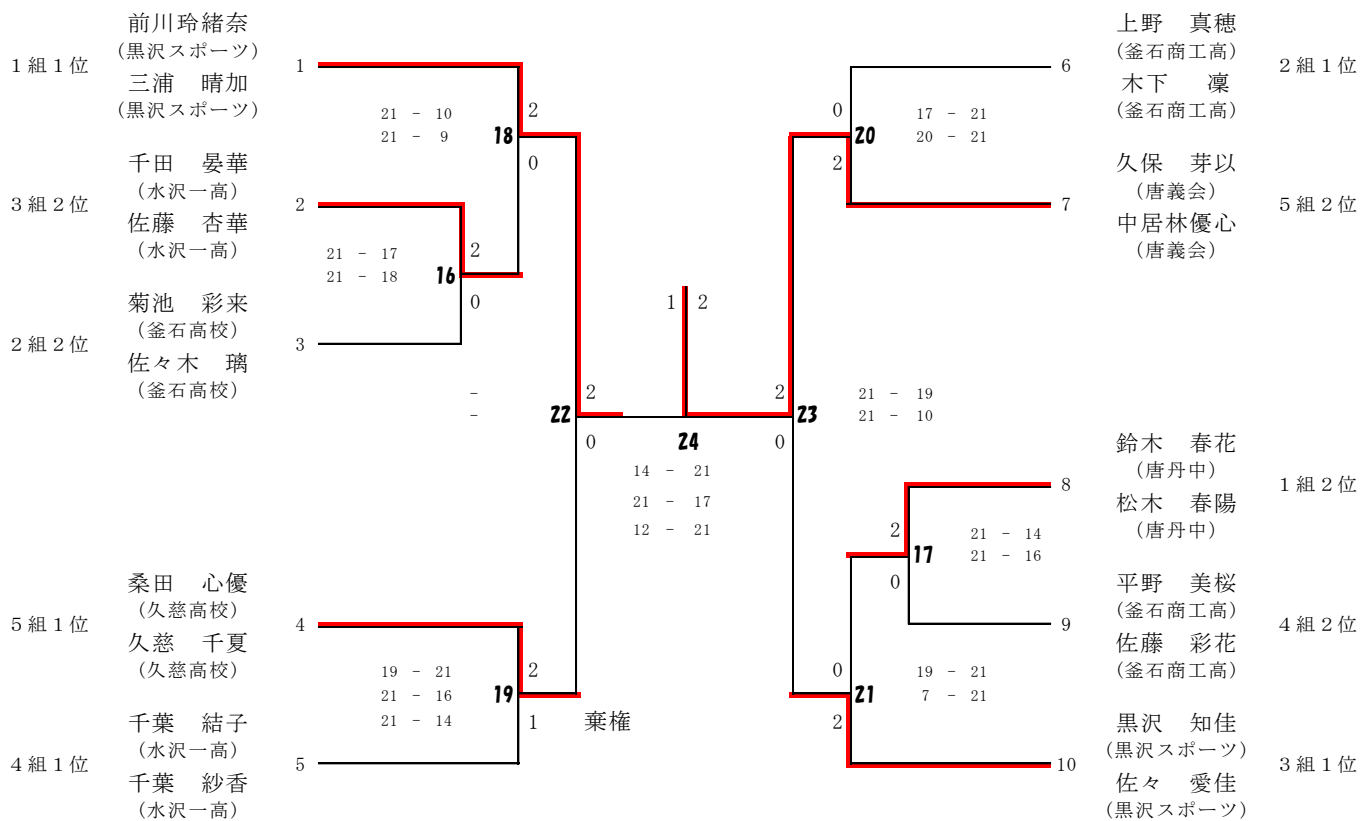 前川玲緒奈
(黒沢スポーツ)
1組1位
1
三浦　晴加
(黒沢スポーツ)
21 - 10
21 - 9
18
2
0
千田　晏華
(水沢一高)
3組2位
2
佐藤　杏華
(水沢一高)
21 - 17
21 - 18
16
2
0
菊池　彩来
(釜石高校)
2組2位
3
佐々木　璃
(釜石高校)
-
-
22
2
0
桑田　心優
(久慈高校)
5組1位
4
久慈　千夏
(久慈高校)
19 - 21
21 - 16
21 - 14
19
2
1
棄権
千葉　結子
(水沢一高)
4組1位
5
千葉　紗香
(水沢一高)
1
2
24
14 - 21
21 - 17
12 - 21
上野　真穂
(釜石商工高)
6
2組1位
木下　凜
(釜石商工高)
0
17 - 21
20 - 21
20
2
久保　芽以
(唐義会)
7
5組2位
中居林優心
(唐義会)
2
21 - 19
21 - 10
23
0
鈴木　春花
(唐丹中)
8
1組2位
松木　春陽
(唐丹中)
2
21 - 14
21 - 16
17
0
平野　美桜
(釜石商工高)
9
4組2位
佐藤　彩花
(釜石商工高)
0
19 - 21
7 - 21
21
2
黒沢　知佳
(黒沢スポーツ)
10
3組1位
佐々　愛佳
(黒沢スポーツ)